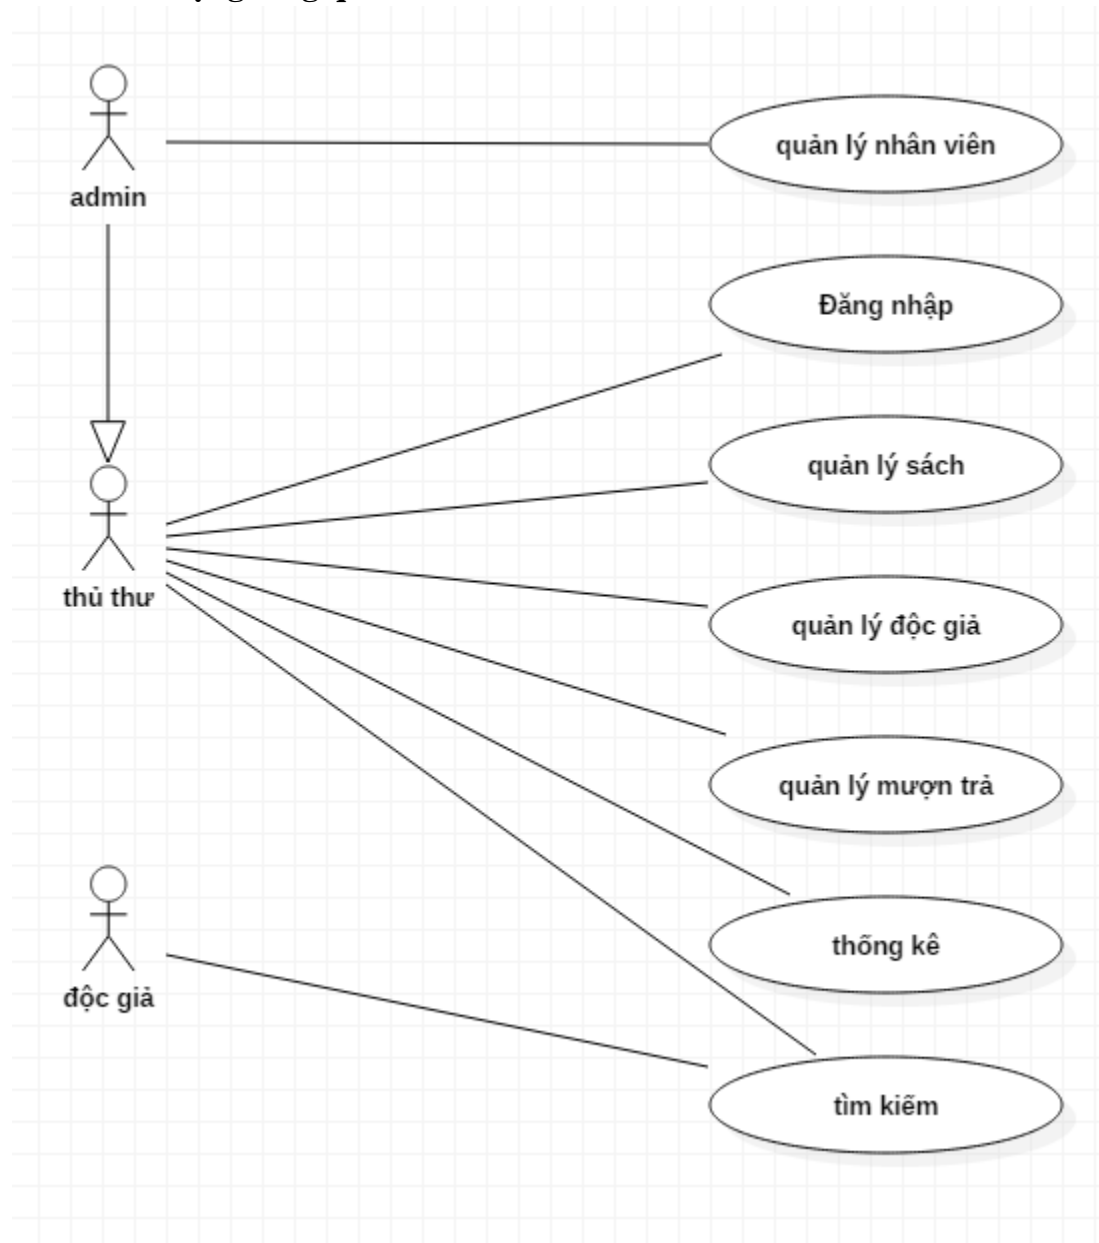 admin
quản lý nhân viên
Đăng nhập
quản lý sách
thủ thư
quản lý độc giả
quản lý mượn trả
thống kê
độc giả
tìm kiếm